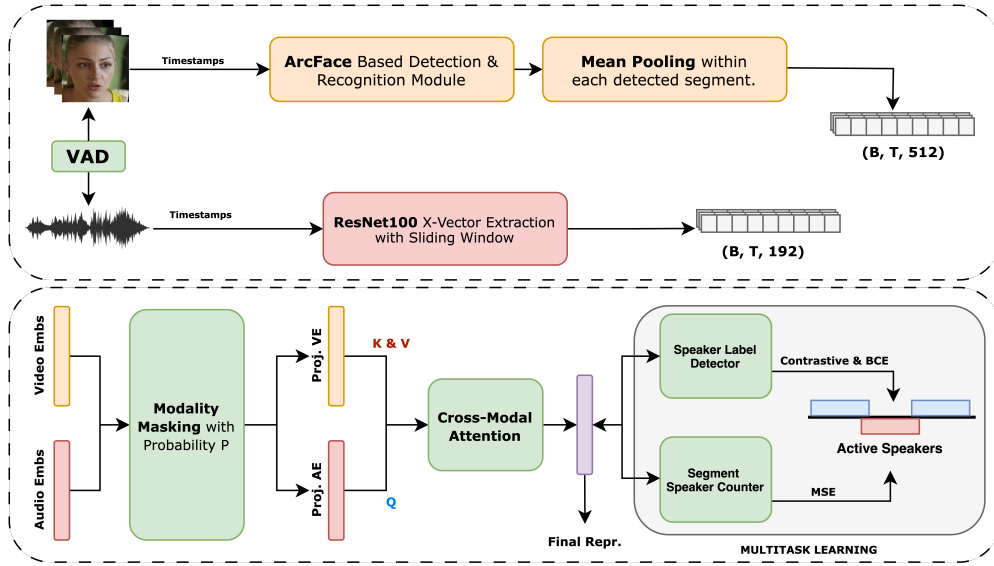 Timestamps
ArcFace Based Detection &
Recognition Module
Mean Pooling within
each detected segment.
(B, T, 512)
VAD
Timestamps
ResNet100 X-Vector Extraction
with Sliding Window
(B, T, 192)
Video Embs
Audio Embs
Modality
Masking with
Probability P
Proj. VE
K & V
Proj. AE
Q
Cross-Modal
Attention
Final Repr.
Speaker Label
Detector
Contrastive & BCE
Active Speakers
Segment
Speaker Counter
MSE
MULTITASK LEARNING